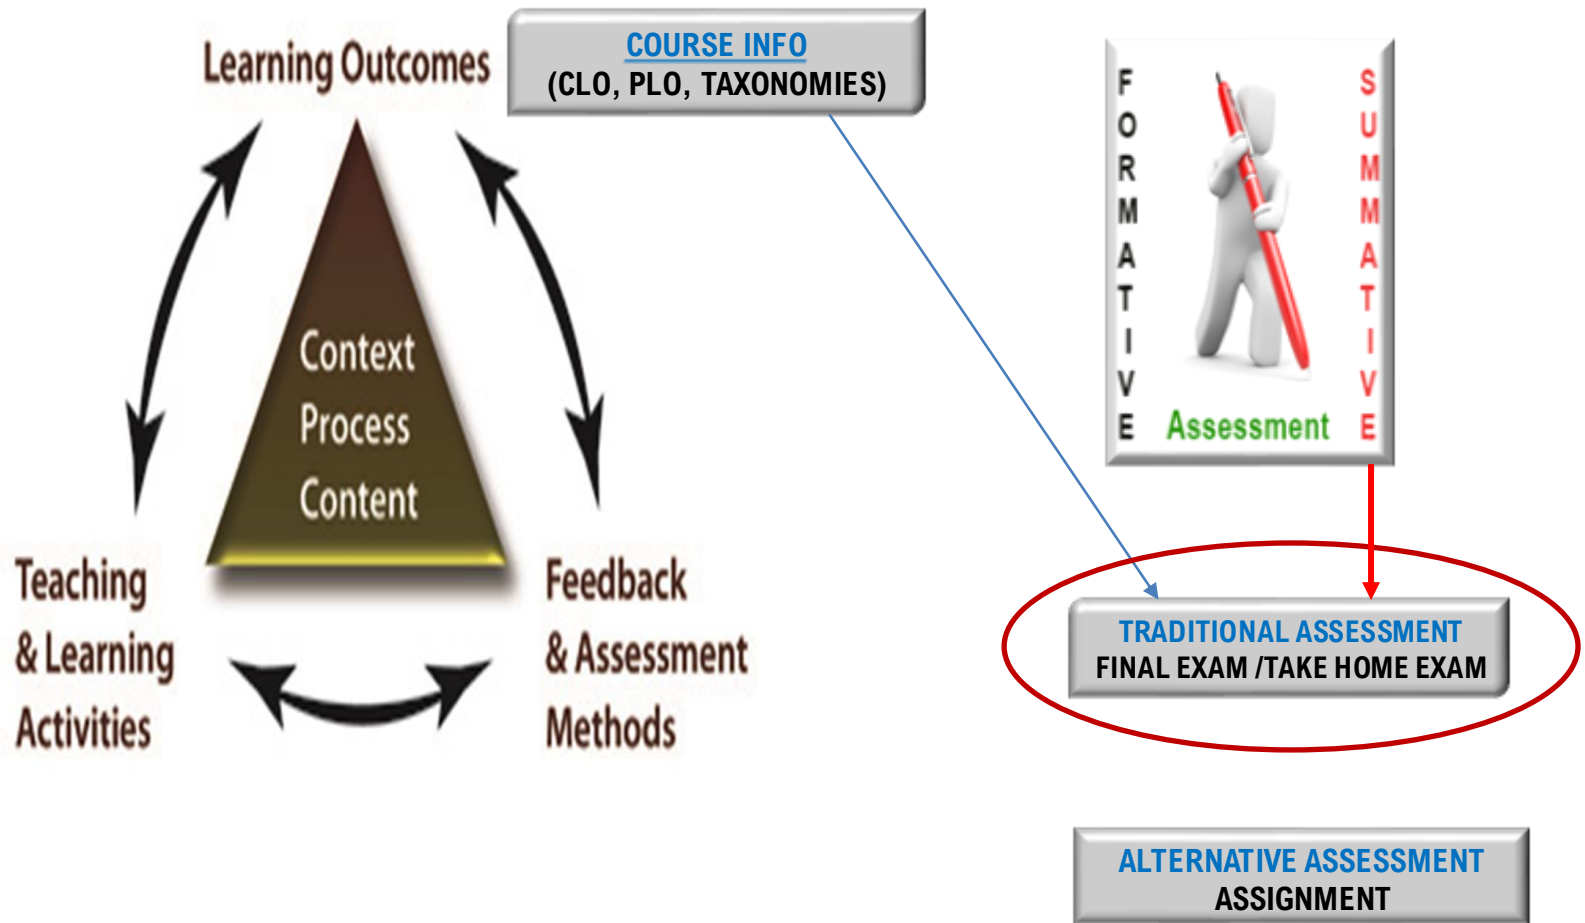 Learning Outcomes
COURSE INFO
(CLO, PLO, TAXONOMIES)
Context
Process
Content
Teaching
& Learning
Activities
Feedback
& Assessment
Methods
FORMATIVE
SUMMATIVE
Assessment
TRADITIONAL ASSESSMENT
FINAL EXAM /TAKE HOME EXAM
ALTERNATIVE ASSESSMENT
ASSIGNMENT